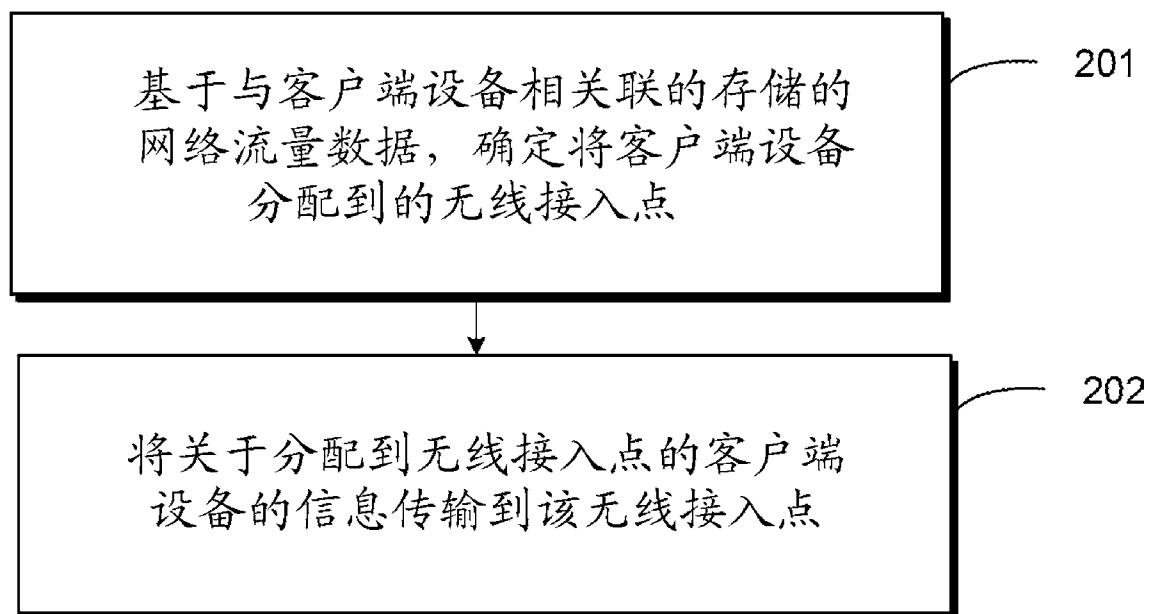 基于与客户端设备相关联的存储的
网络流量数据，确定将客户端设备
分配到的无线接入点
201
将关于分配到无线接入点的客户端
设备的信息传输到该无线接入点
202